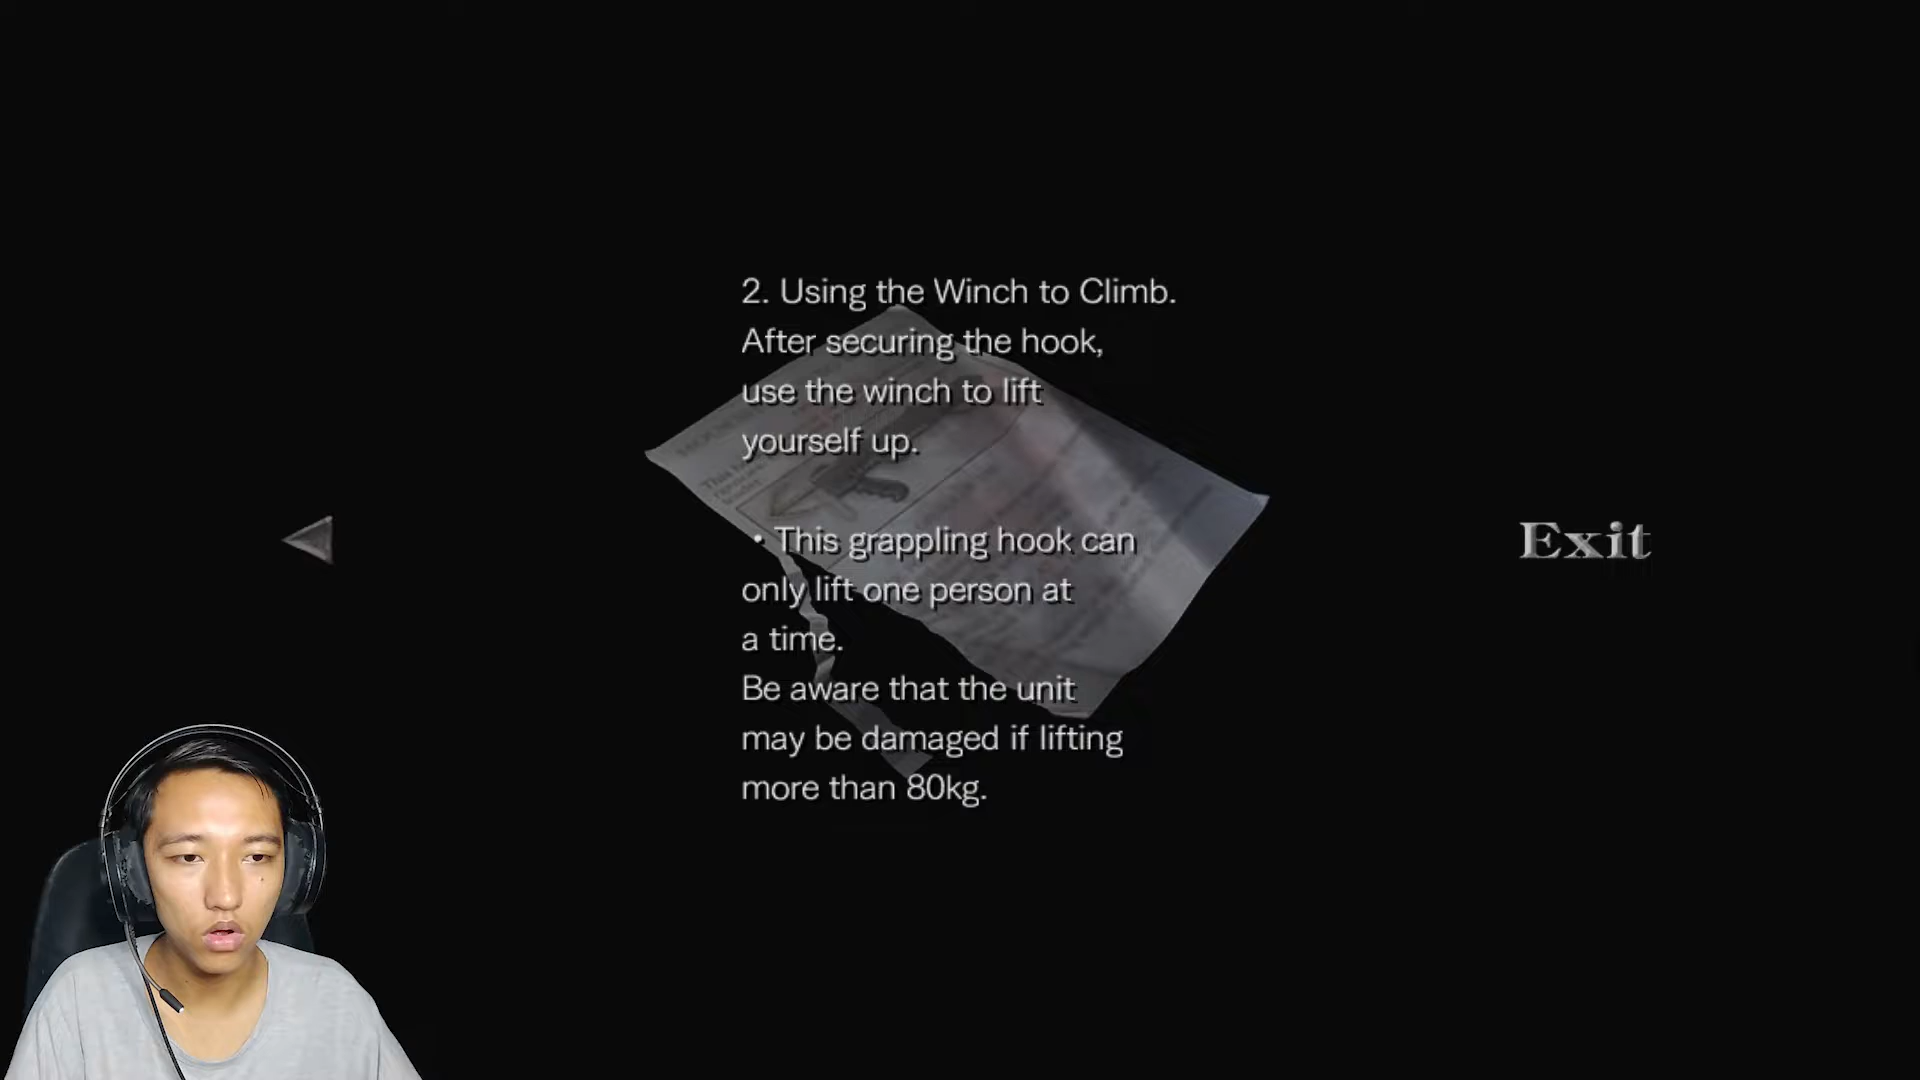 2. Using the Winch to Climb.
After securing the hook,
use the winch to lift
yourself up.
・This grappling hook can
only lift one person at
a time.
Be aware that the unit
may be damaged if lifting
more than 80kg.
Exit